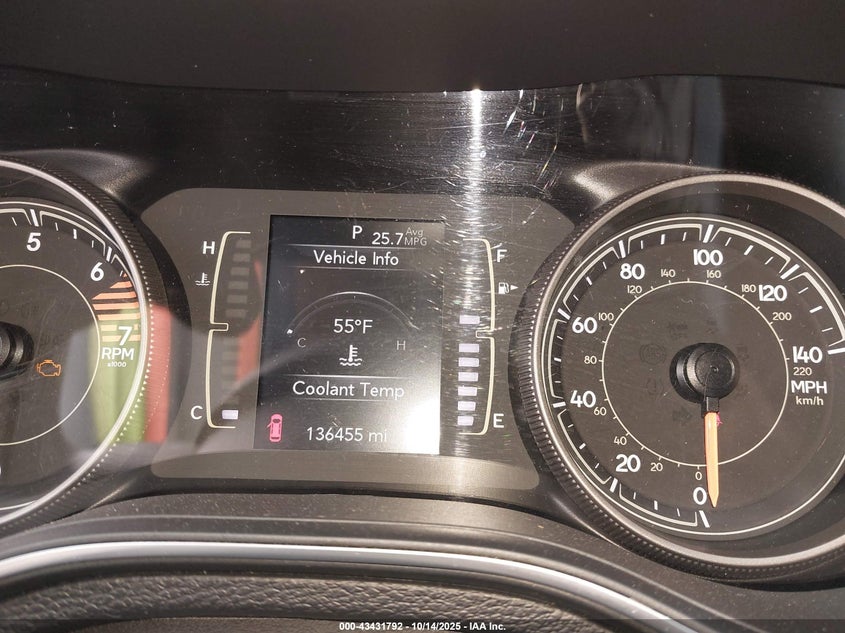 5
6
7
RPM
x1000
H
C
P 25.7 Avg MPG
Vehicle Info
55°F
C H
Coolant Temp
136455 mi
F
E
0
20
40
60
80
100
120
140
MPH
km/h
0
20
40
60
80
100
120
140
160
180
200
220
000-43431792 - 10/14/2025 - IAA Inc.